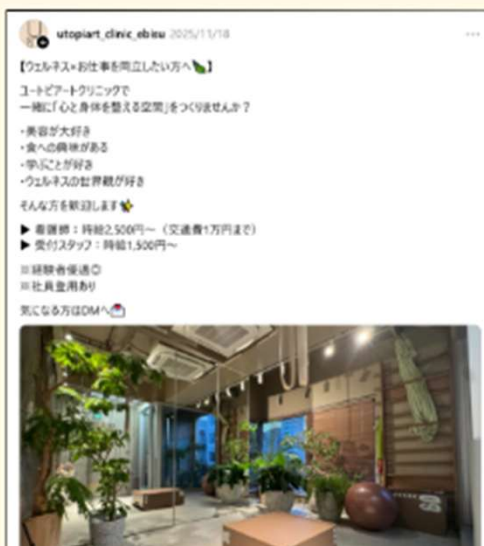 utopiart_clinic_ebisu 2025/11/18
【ウェルネス×お仕事を両立したい方へ🌿】
ユートピアートクリニックで
一緒に「心と身体を整える空間」をつくりませんか？
・美容が大好き
・食への興味がある
・学ぶことが好き
・ウェルネスの世界観が好き
そんな方を歓迎します
▶ 看護師：時給2,500円〜（交通費1万円まで）
▶ 受付スタッフ：時給1,500円〜
※経験者優遇◎
※社員登用あり
気になる方はDMへ📩